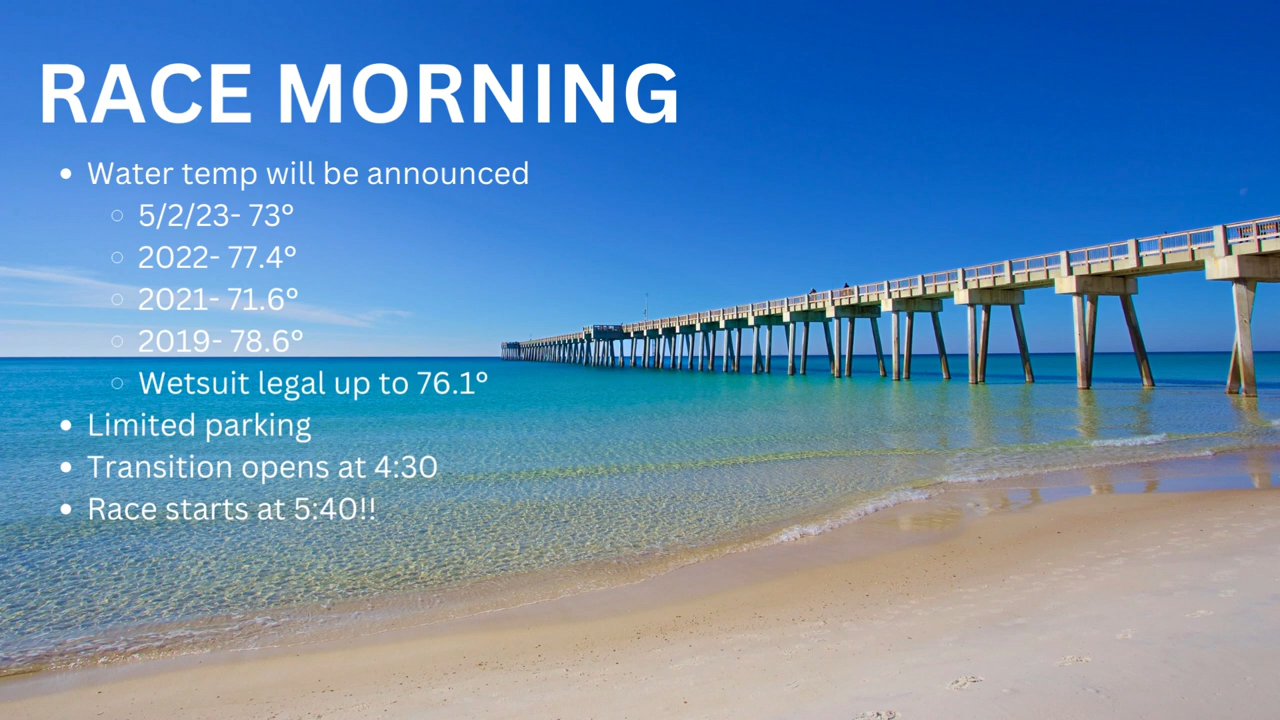 RACE MORNING
• Water temp will be announced
○ 5/2/23- 73°
○ 2022- 77.4°
○ 2021- 71.6°
○ 2019- 78.6°
○ Wetsuit legal up to 76.1°
• Limited parking
• Transition opens at 4:30
• Race starts at 5:40!!